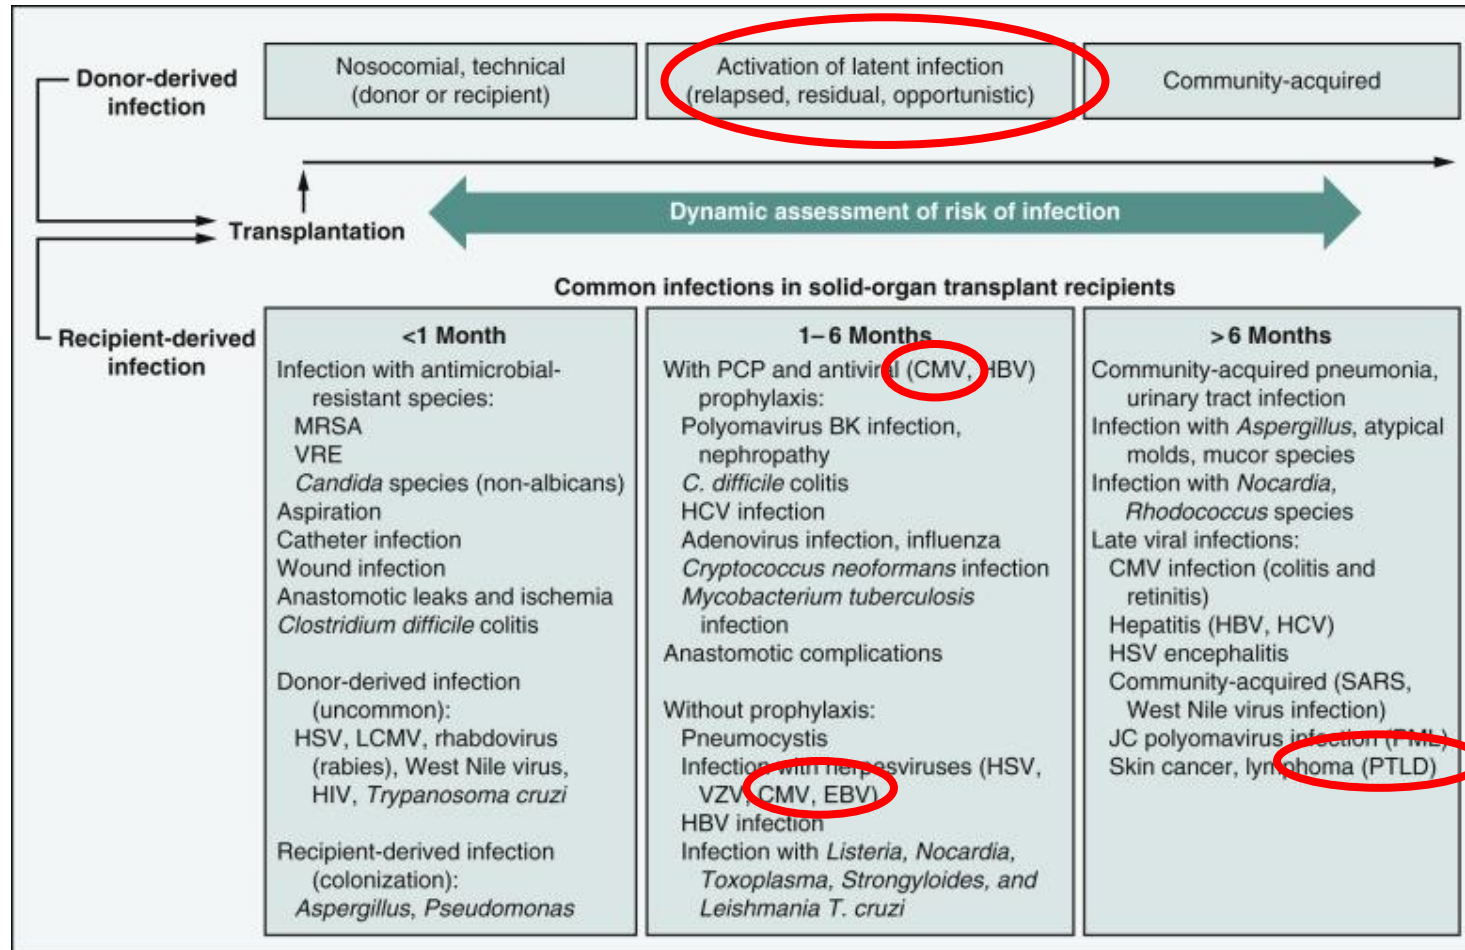 Donor-derived
infection
Nosocomial, technical
(donor or recipient)
Activation of latent infection
(relapsed, residual, opportunistic)
Community-acquired
Transplantation
Dynamic assessment of risk of infection
Common infections in solid-organ transplant recipients
Recipient-derived
infection
<1 Month
Infection with antimicrobial-
resistant species:
MRSA
VRE
Candida species (non-albicans)
Aspiration
Catheter infection
Wound infection
Anastomotic leaks and ischemia
Clostridium difficile colitis
Donor-derived infection
(uncommon):
HSV, LCMV, rhabdovirus
(rabies), West Nile virus,
HIV, Trypanosoma cruzi
Recipient-derived infection
(colonization):
Aspergillus, Pseudomonas
1–6 Months
With PCP and antiviral (CMV, HBV)
prophylaxis:
Polyomavirus BK infection,
nephropathy
C. difficile colitis
HCV infection
Adenovirus infection, influenza
Cryptococcus neoformans infection
Mycobacterium tuberculosis
infection
Anastomotic complications
Without prophylaxis:
Pneumocystis
Infection with herpesviruses (HSV,
VZV, CMV, EBV)
HBV infection
Infection with Listeria, Nocardia,
Toxoplasma, Strongyloides, and
Leishmania T. cruzi
>6 Months
Community-acquired pneumonia,
urinary tract infection
Infection with Aspergillus, atypical
molds, mucor species
Infection with Nocardia,
Rhodococcus species
Late viral infections:
CMV infection (colitis and
retinitis)
Hepatitis (HBV, HCV)
HSV encephalitis
Community-acquired (SARS,
West Nile virus infection)
JC polyomavirus infection (PML)
Skin cancer, lymphoma (PTLD)